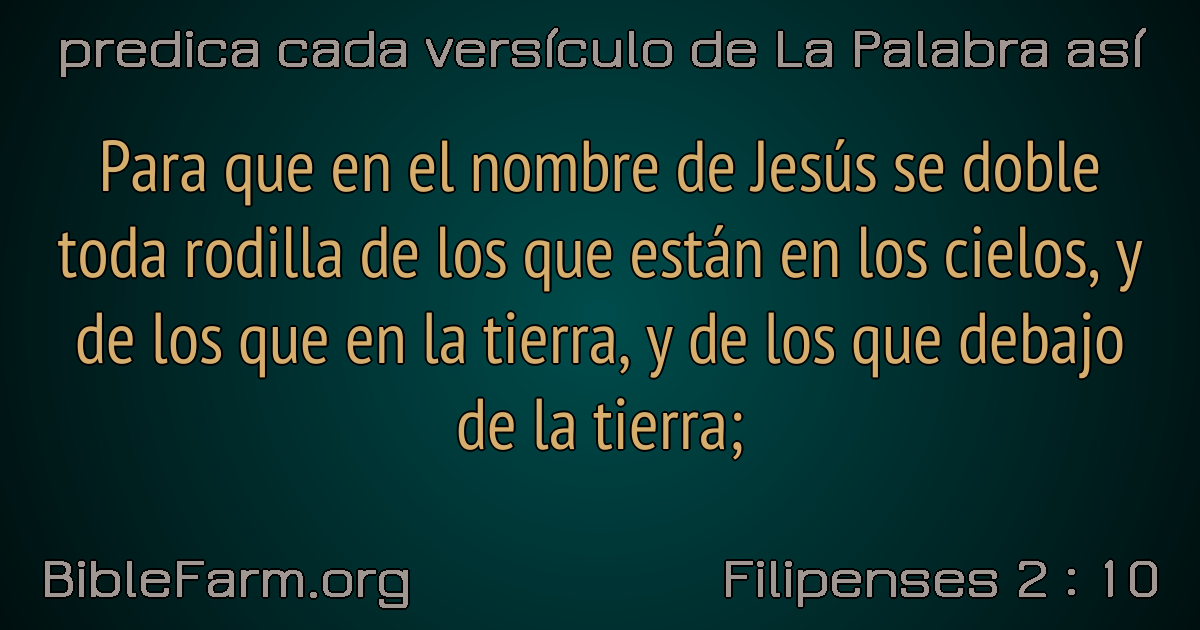 predica cada versículo de La Palabra así
Para que en el nombre de Jesús se doble
toda rodilla de los que están en los cielos, y
de los que en la tierra, y de los que debajo
de la tierra;
BibleFarm.org
Filipenses 2 : 10